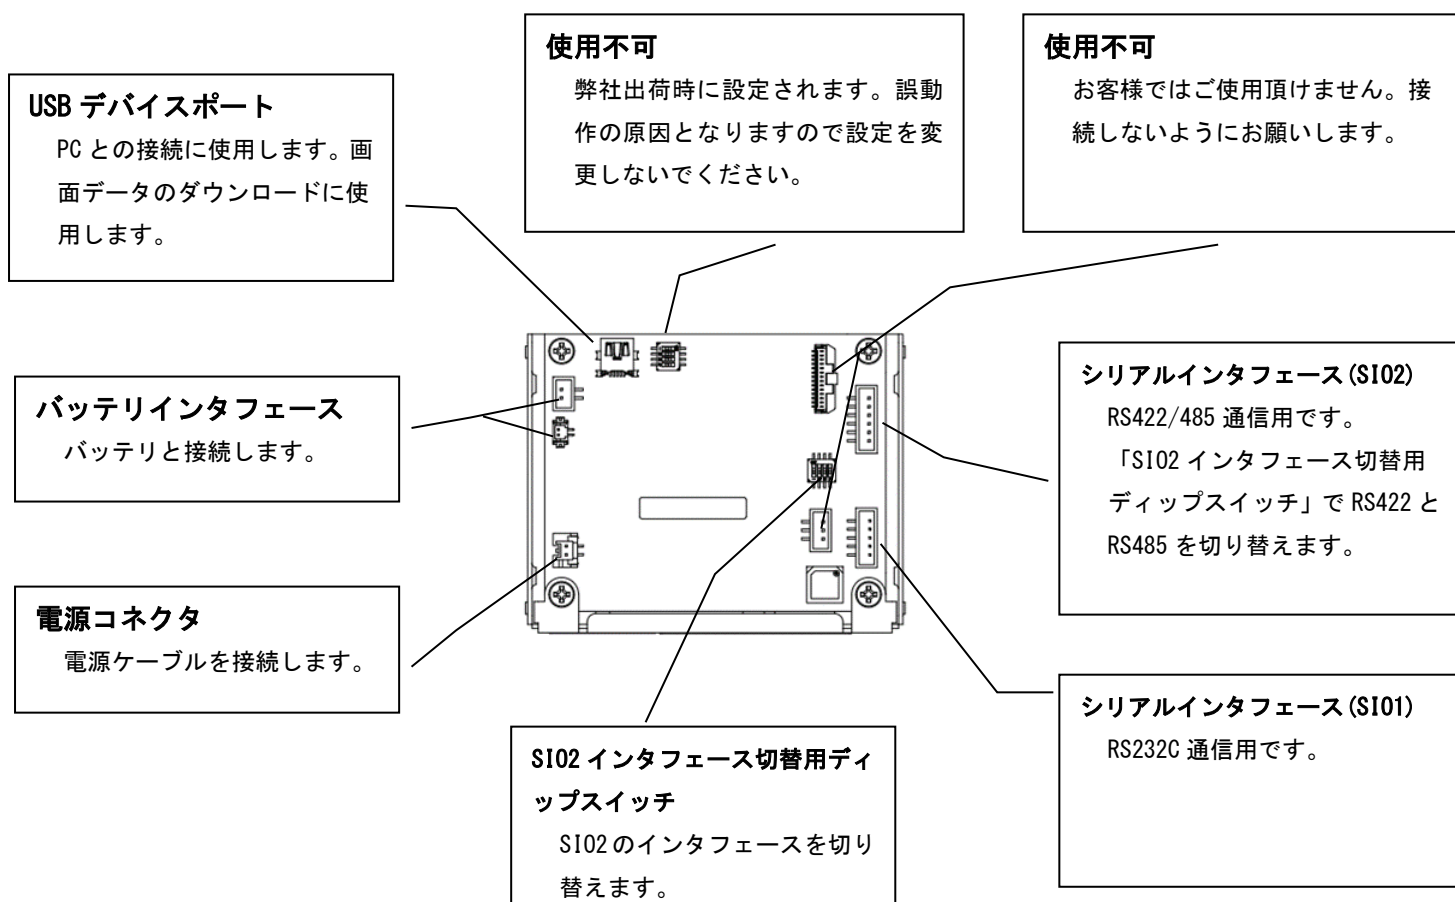 使用不可
弊社出荷時に設定されます。誤動
作の原因となりますので設定を変
更しないでください。
使用不可
お客様ではご使用頂けません。接
続しないようにお願いします。
USB デバイスポート
PC との接続に使用します。画
面データのダウンロードに使
用します。
バッテリインタフェース
バッテリと接続します。
電源コネクタ
電源ケーブルを接続します。
シリアルインタフェース(SIO2)
RS422/485 通信用です。
「SIO2 インタフェース切替用
ディップスイッチ」で RS422 と
RS485 を切り替えます。
シリアルインタフェース(SIO1)
RS232C 通信用です。
SIO2 インタフェース切替用ディ
ップスイッチ
SIO2 のインタフェースを切り
替えます。